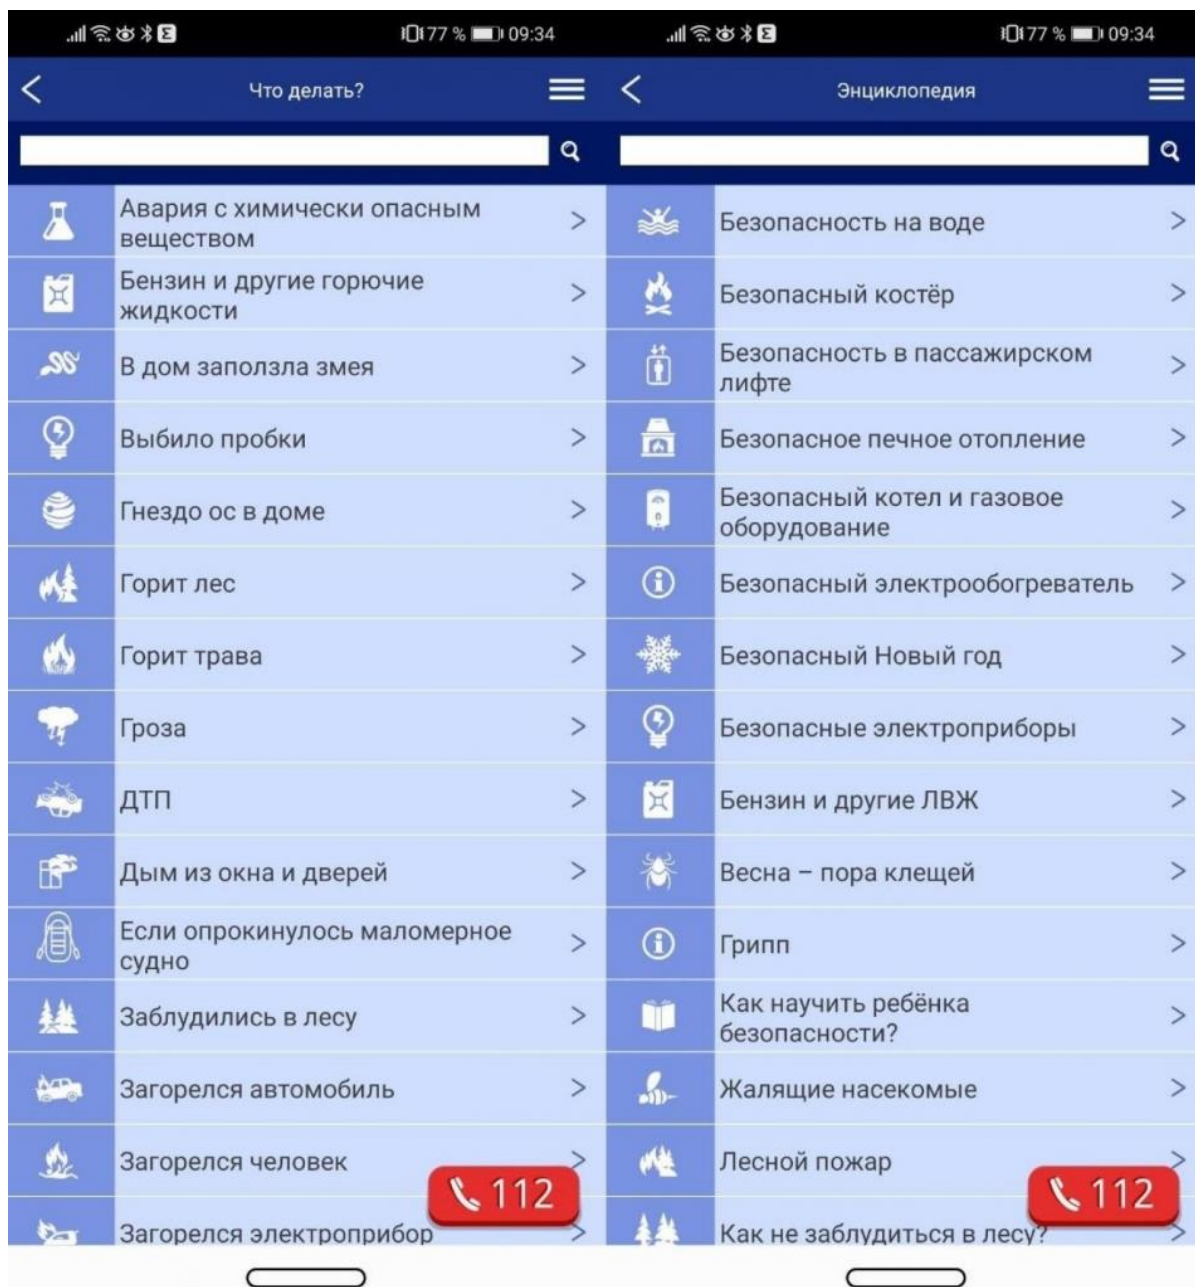 77 % 09:34
Что делать?
Авария с химически опасным
веществом
Бензин и другие горючие
жидкости
В дом заползла змея
Выбило пробки
Гнездо ос в доме
Горит лес
Горит трава
Гроза
ДТП
Дым из окна и дверей
Если опрокинулось маломерное
судно
Заблудились в лесу
Загорелся автомобиль
Загорелся человек
Загорелся электроприбор
112
77 % 09:34
Энциклопедия
Безопасность на воде
Безопасный костёр
Безопасность в пассажирском
лифте
Безопасное печное отопление
Безопасный котел и газовое
оборудование
Безопасный электрообогреватель
Безопасный Новый год
Безопасные электроприборы
Бензин и другие ЛВЖ
Весна – пора клещей
Грипп
Как научить ребёнка
безопасности?
Жалящие насекомые
Лесной пожар
Как не заблудиться в лесу?
112